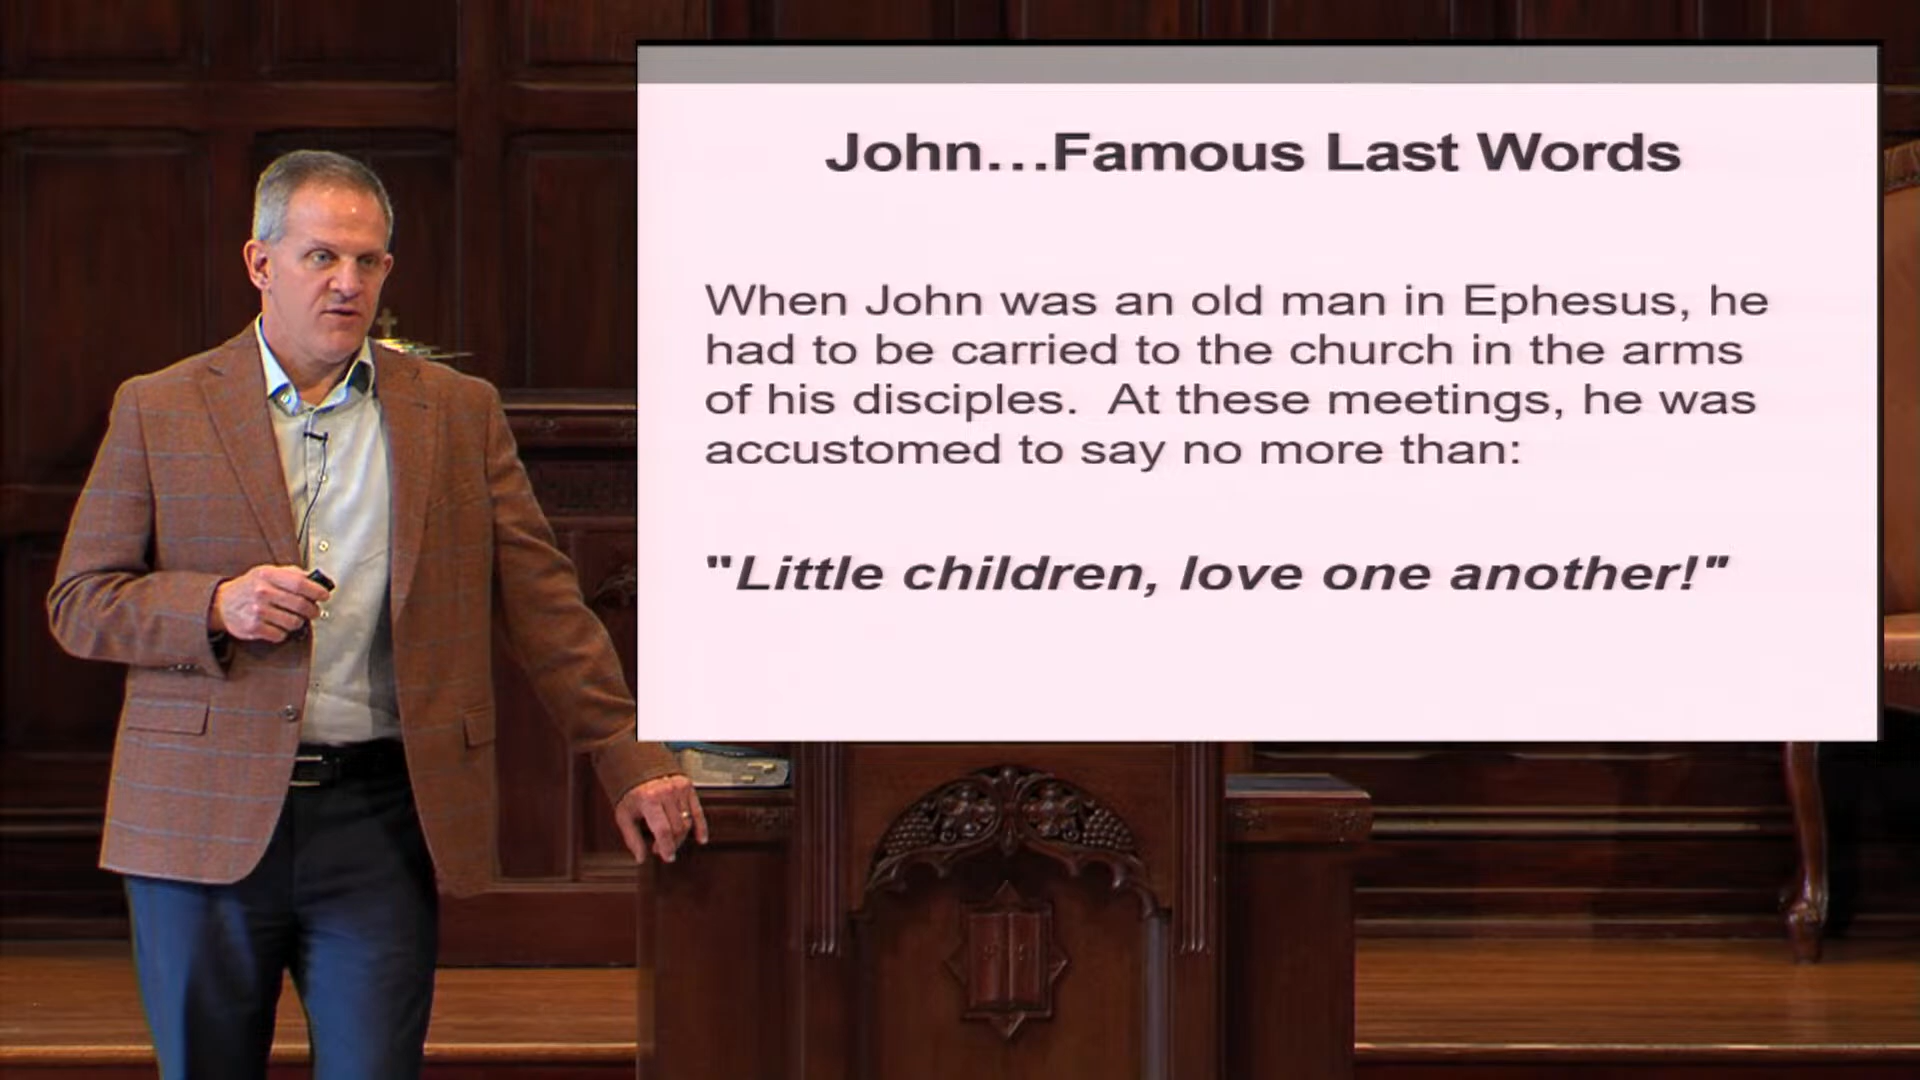 John...Famous Last Words
When John was an old man in Ephesus, he
had to be carried to the church in the arms
of his disciples.  At these meetings, he was
accustomed to say no more than:
"Little children, love one another!"